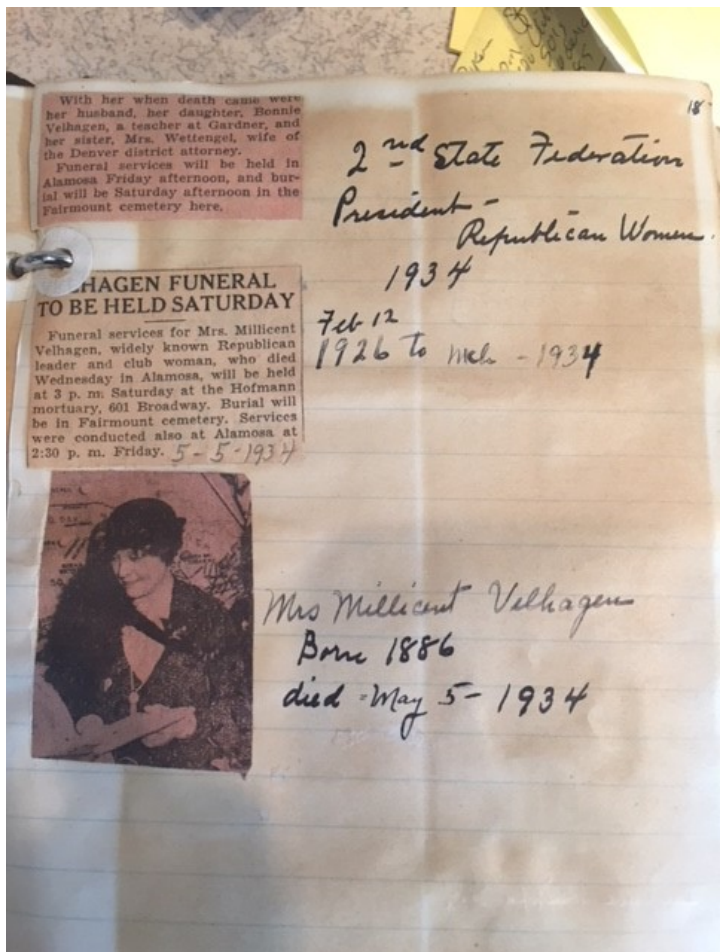 With her when death came were
her husband, her daughter, Bonnie
Velhagen, a teacher at Gardner, and
her sister, Mrs. Wettengel, wife of
the Denver district attorney.
Funeral services will be held in
Alamosa Friday afternoon, and bur-
ial will be Saturday afternoon in the
Fairmount cemetery here.
18
2nd State Federation
President -
Republican Women
1934
Feb 12
1926 to Mch - 1934
HAGEN FUNERAL
TO BE HELD SATURDAY
Funeral services for Mrs. Millicent
Velhagen, widely known Republican
leader and club woman, who died
Wednesday in Alamosa, will be held
at 3 p. m. Saturday at the Hofmann
mortuary, 601 Broadway. Burial will
be in Fairmount cemetery. Services
were conducted also at Alamosa at
2:30 p. m. Friday. 5-5-1934
Mrs Millicent Velhagen
Born 1886
died - May 5 - 1934